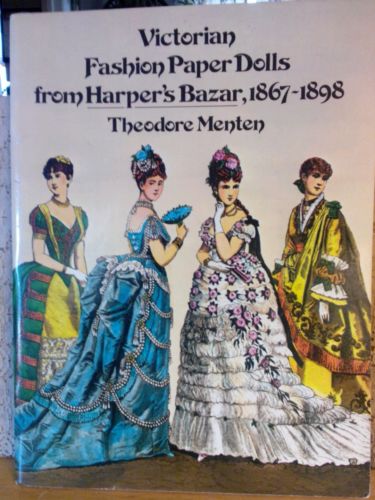 Victorian
Fashion Paper Dolls
from Harper's Bazar, 1867-1898
Theodore Menten